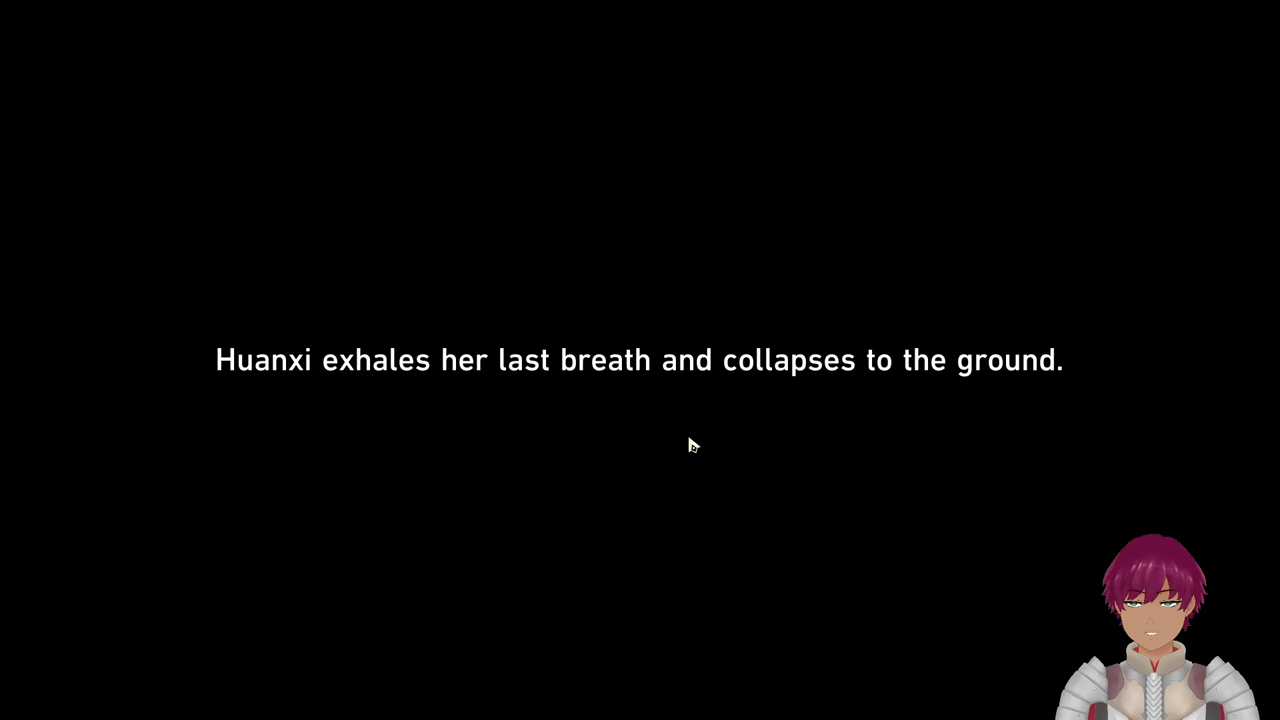 Huanxi exhales her last breath and collapses to the ground.